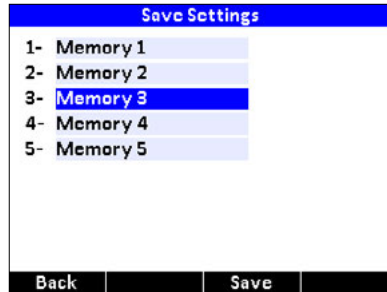 Save Settings
1- Memory 1
2- Memory 2
3- Memory 3
4- Memory 4
5- Memory 5
Back Save